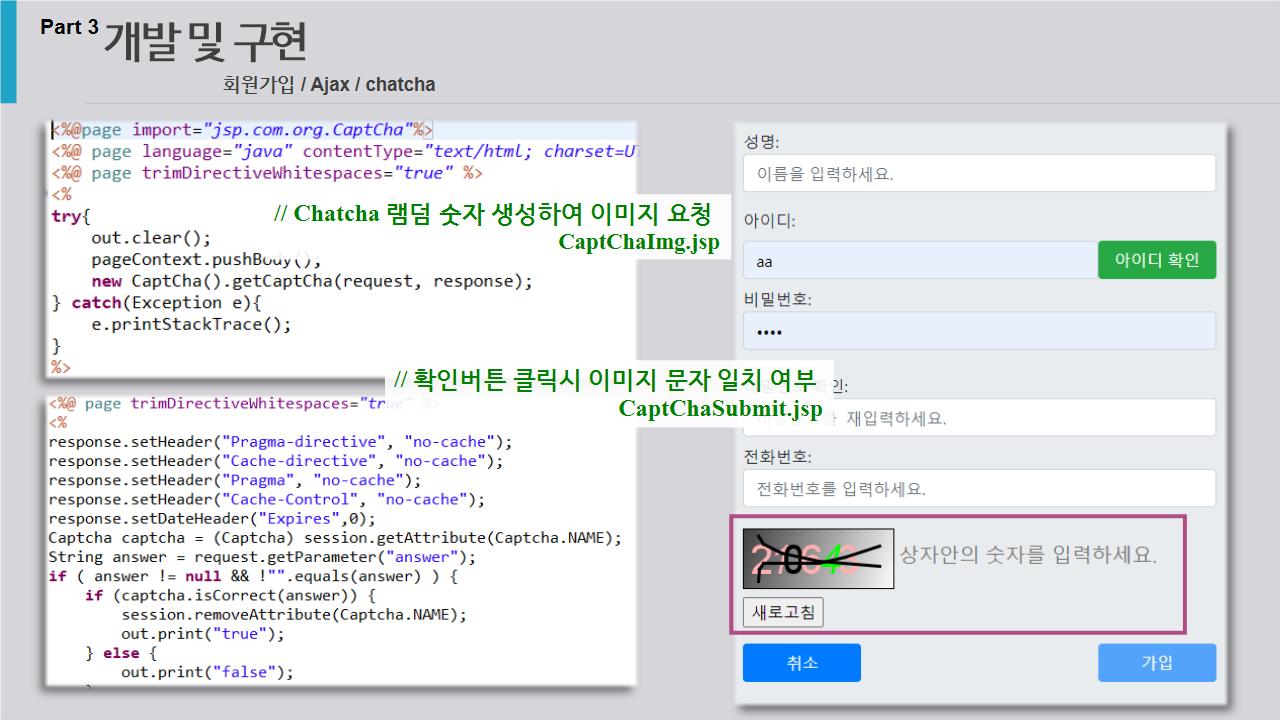 Part 3 개발 및 구현
회원가입 / Ajax / chatcha
<%@page import="jsp.com.org.CaptCha"%>
<%@ page language="java" contentType="text/html; charset=U
<%@ page trimDirectiveWhitespaces="true" %>
<%
try{
    out.clear();
    pageContext.pushBody(),
    new CaptCha().getCaptCha(request, response);
} catch(Exception e){
    e.printStackTrace();
}
%>
// Chatcha 램덤 숫자 생성하여 이미지 요청
CaptChaImg.jsp
// 확인버튼 클릭시 이미지 문자 일치 여부
CaptChaSubmit.jsp
<%@ page trimDirectiveWhitespaces="true" %>
<%
response.setHeader("Pragma-directive", "no-cache");
response.setHeader("Cache-directive", "no-cache");
response.setHeader("Pragma", "no-cache");
response.setHeader("Cache-Control", "no-cache");
response.setDateHeader("Expires",0);
Captcha captcha = (Captcha) session.getAttribute(Captcha.NAME);
String answer = request.getParameter("answer");
if ( answer != null && !"".equals(answer) ) {
    if (captcha.isCorrect(answer)) {
        session.removeAttribute(Captcha.NAME);
        out.print("true");
    } else {
        out.print("false");
성명:
이름을 입력하세요.
아이디:
aa 아이디 확인
비밀번호:
••••
인:
재입력하세요.
전화번호:
전화번호를 입력하세요.
상자안의 숫자를 입력하세요.
새로고침
취소 가입